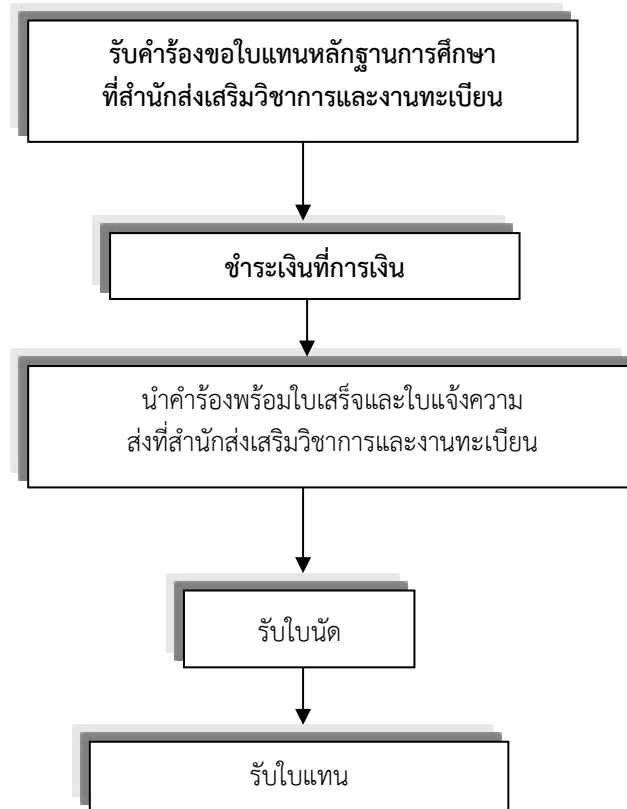 รับคำร้องขอใบแทนหลักฐานการศึกษา
ที่สำนักส่งเสริมวิชาการและงานทะเบียน
ชำระเงินที่การเงิน
นำคำร้องพร้อมใบเสร็จและใบแจ้งความ
ส่งที่สำนักส่งเสริมวิชาการและงานทะเบียน
รับใบนัด
รับใบแทน